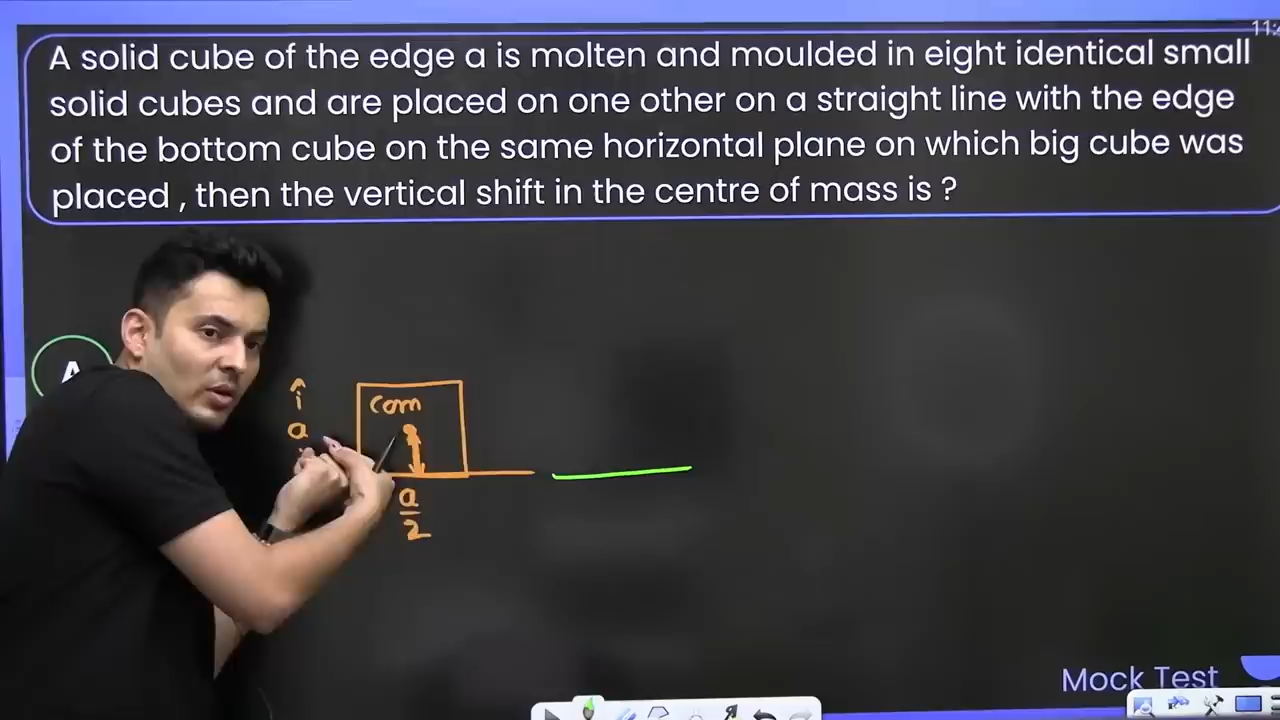 11:
A solid cube of the edge a is molten and moulded in eight identical small
solid cubes and are placed on one other on a straight line with the edge
of the bottom cube on the same horizontal plane on which big cube was
placed , then the vertical shift in the centre of mass is ?
A
com
a
a
2
Mock Test